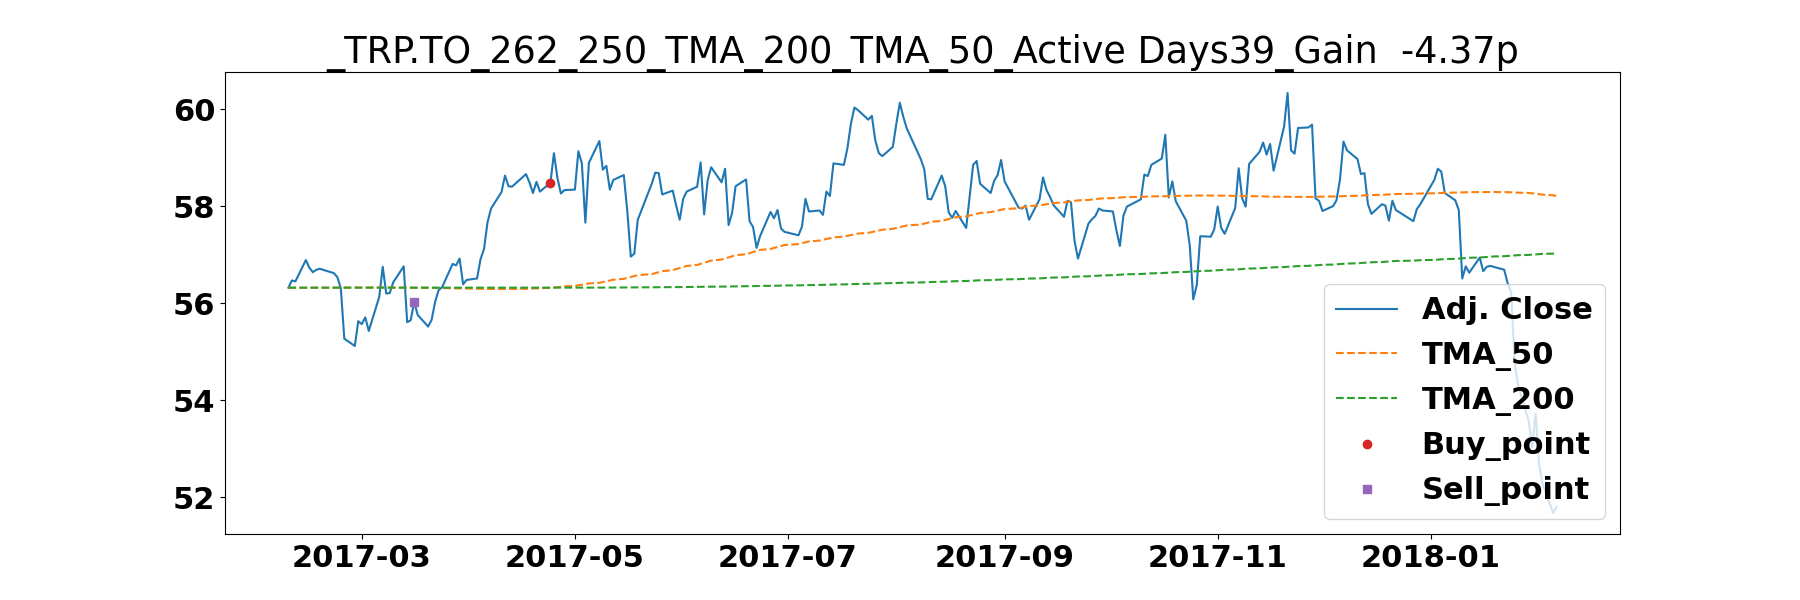 _TRP.TO_262_250_TMA_200_TMA_50_Active Days39_Gain  -4.37p
60
58
56
54
52
2017-03 2017-05 2017-07 2017-09 2017-11 2018-01
Adj. Close
TMA_50
TMA_200
Buy_point
Sell_point